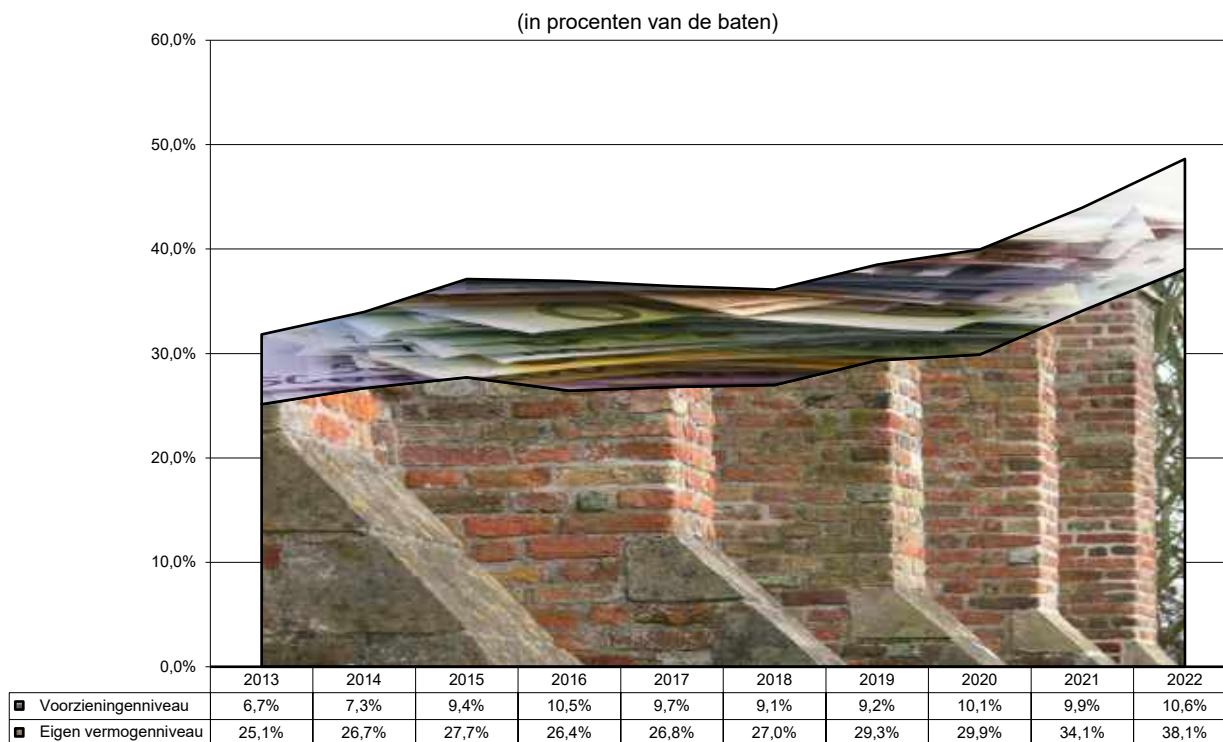 (in procenten van de baten)
60,0%
50,0%
40,0%
30,0%
20,0%
10,0%
0,0%
2013 2014 2015 2016 2017 2018 2019 2020 2021 2022
Voorzieningenniveau 6,7% 7,3% 9,4% 10,5% 9,7% 9,1% 9,2% 10,1% 9,9% 10,6%
Eigen vermogenniveau 25,1% 26,7% 27,7% 26,4% 26,8% 27,0% 29,3% 29,9% 34,1% 38,1%